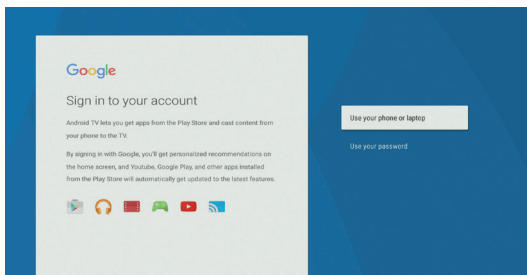 Google
Sign in to your account
Android TV lets you get apps from the Play Store and cast content from
your phone to the TV.
By signing in with Google, you'll get personalized recommendations on
the home screen, and Youtube, Google Play, and other apps installed
from the Play Store will automatically get updated to the latest features.
Use your phone or laptop
Use your password